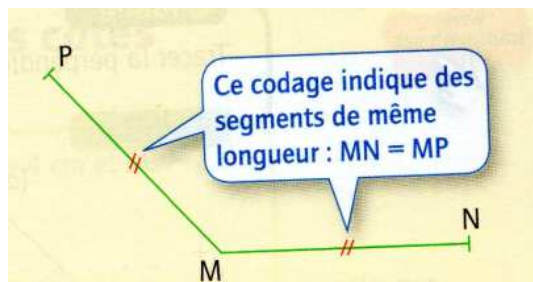 P
Ce codage indique des
segments de même
longueur : MN = MP
N
M